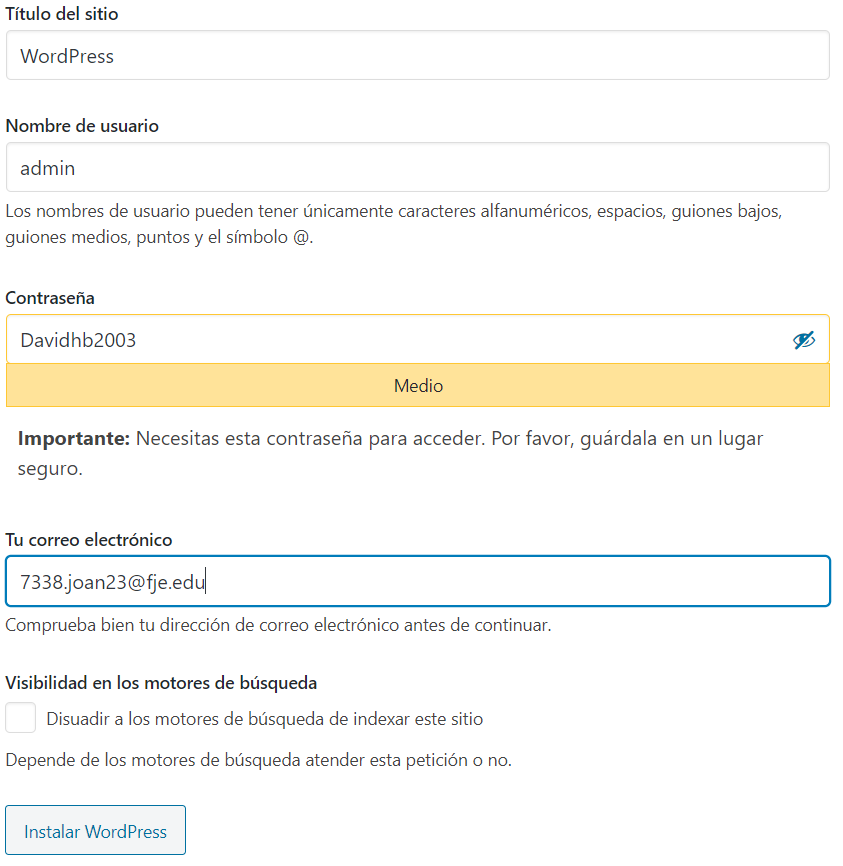 Título del sitio
WordPress
Nombre de usuario
admin
Los nombres de usuario pueden tener únicamente caracteres alfanuméricos, espacios, guiones bajos,
guiones medios, puntos y el símbolo @.
Contraseña
Davidhb2003
Medio
Importante: Necesitas esta contraseña para acceder. Por favor, guárdala en un lugar
seguro.
Tu correo electrónico
7338.joan23@fje.edu
Comprueba bien tu dirección de correo electrónico antes de continuar.
Visibilidad en los motores de búsqueda
Disuadir a los motores de búsqueda de indexar este sitio
Depende de los motores de búsqueda atender esta petición o no.
Instalar WordPress